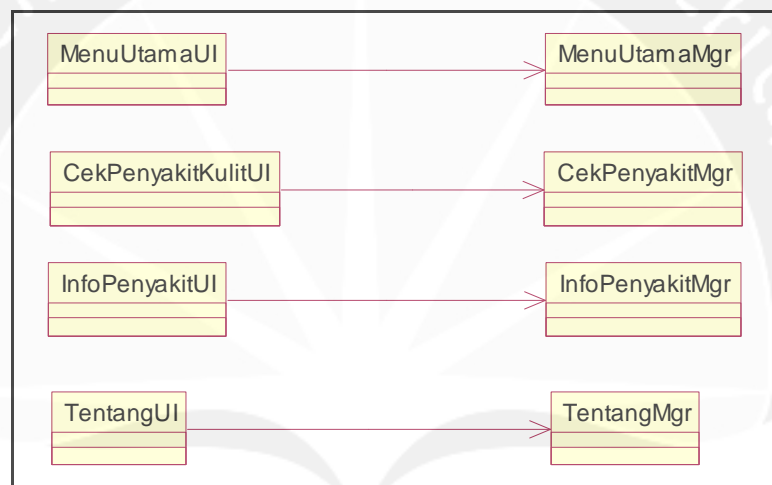 MenuUtamaUI
MenuUtamaMgr
CekPenyakitKulitUI
CekPenyakitMgr
InfoPenyakitUI
InfoPenyakitMgr
TentangUI
TentangMgr